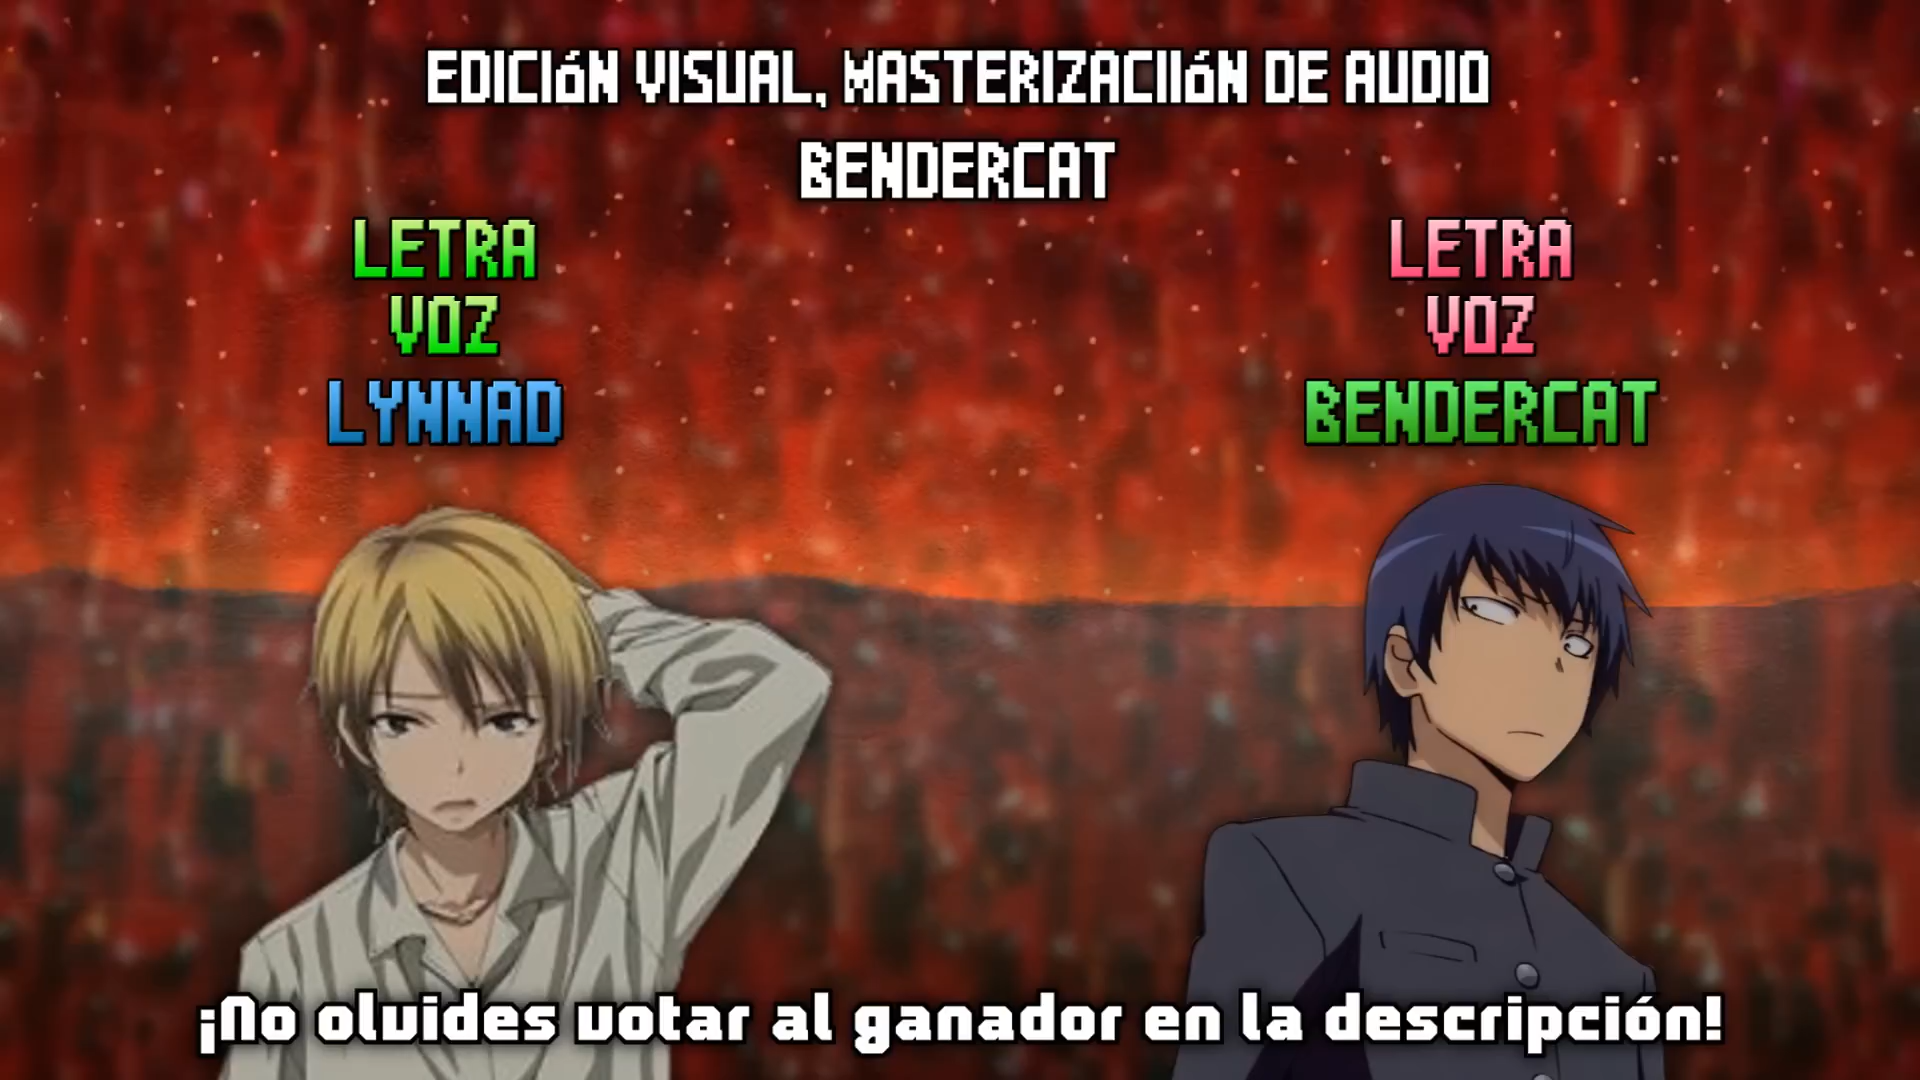 EDICIóN VISUAL, MASTERIZACIIóN DE AUDIO
BENDERCAT
LETRA
VOZ
LYNNAD
LETRA
VOZ
BENDERCAT
¡No olvides votar al ganador en la descripción!